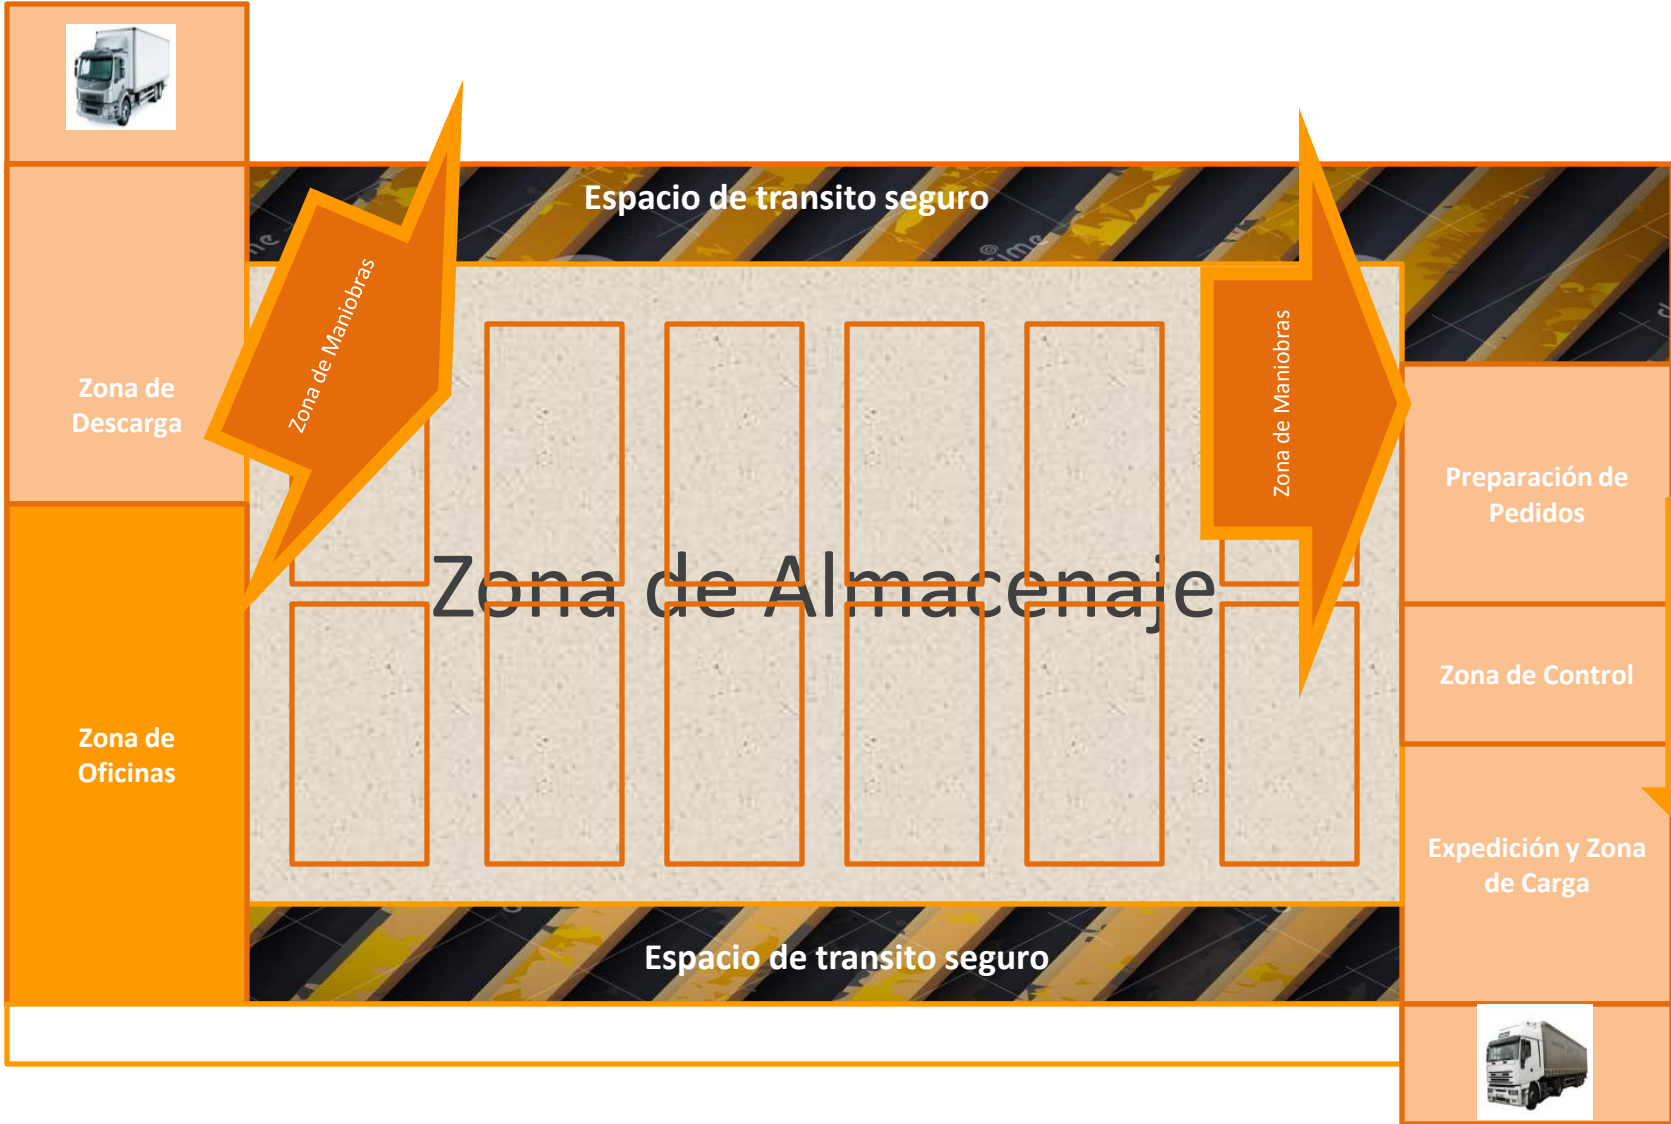 Espacio de transito seguro
Zona de Maniobras
Zona de Maniobras
Zona de
Descarga
Preparación de
Pedidos
Zona de Almacenaje
Zona de Control
Zona de
Oficinas
Expedición y Zona
de Carga
Espacio de transito seguro